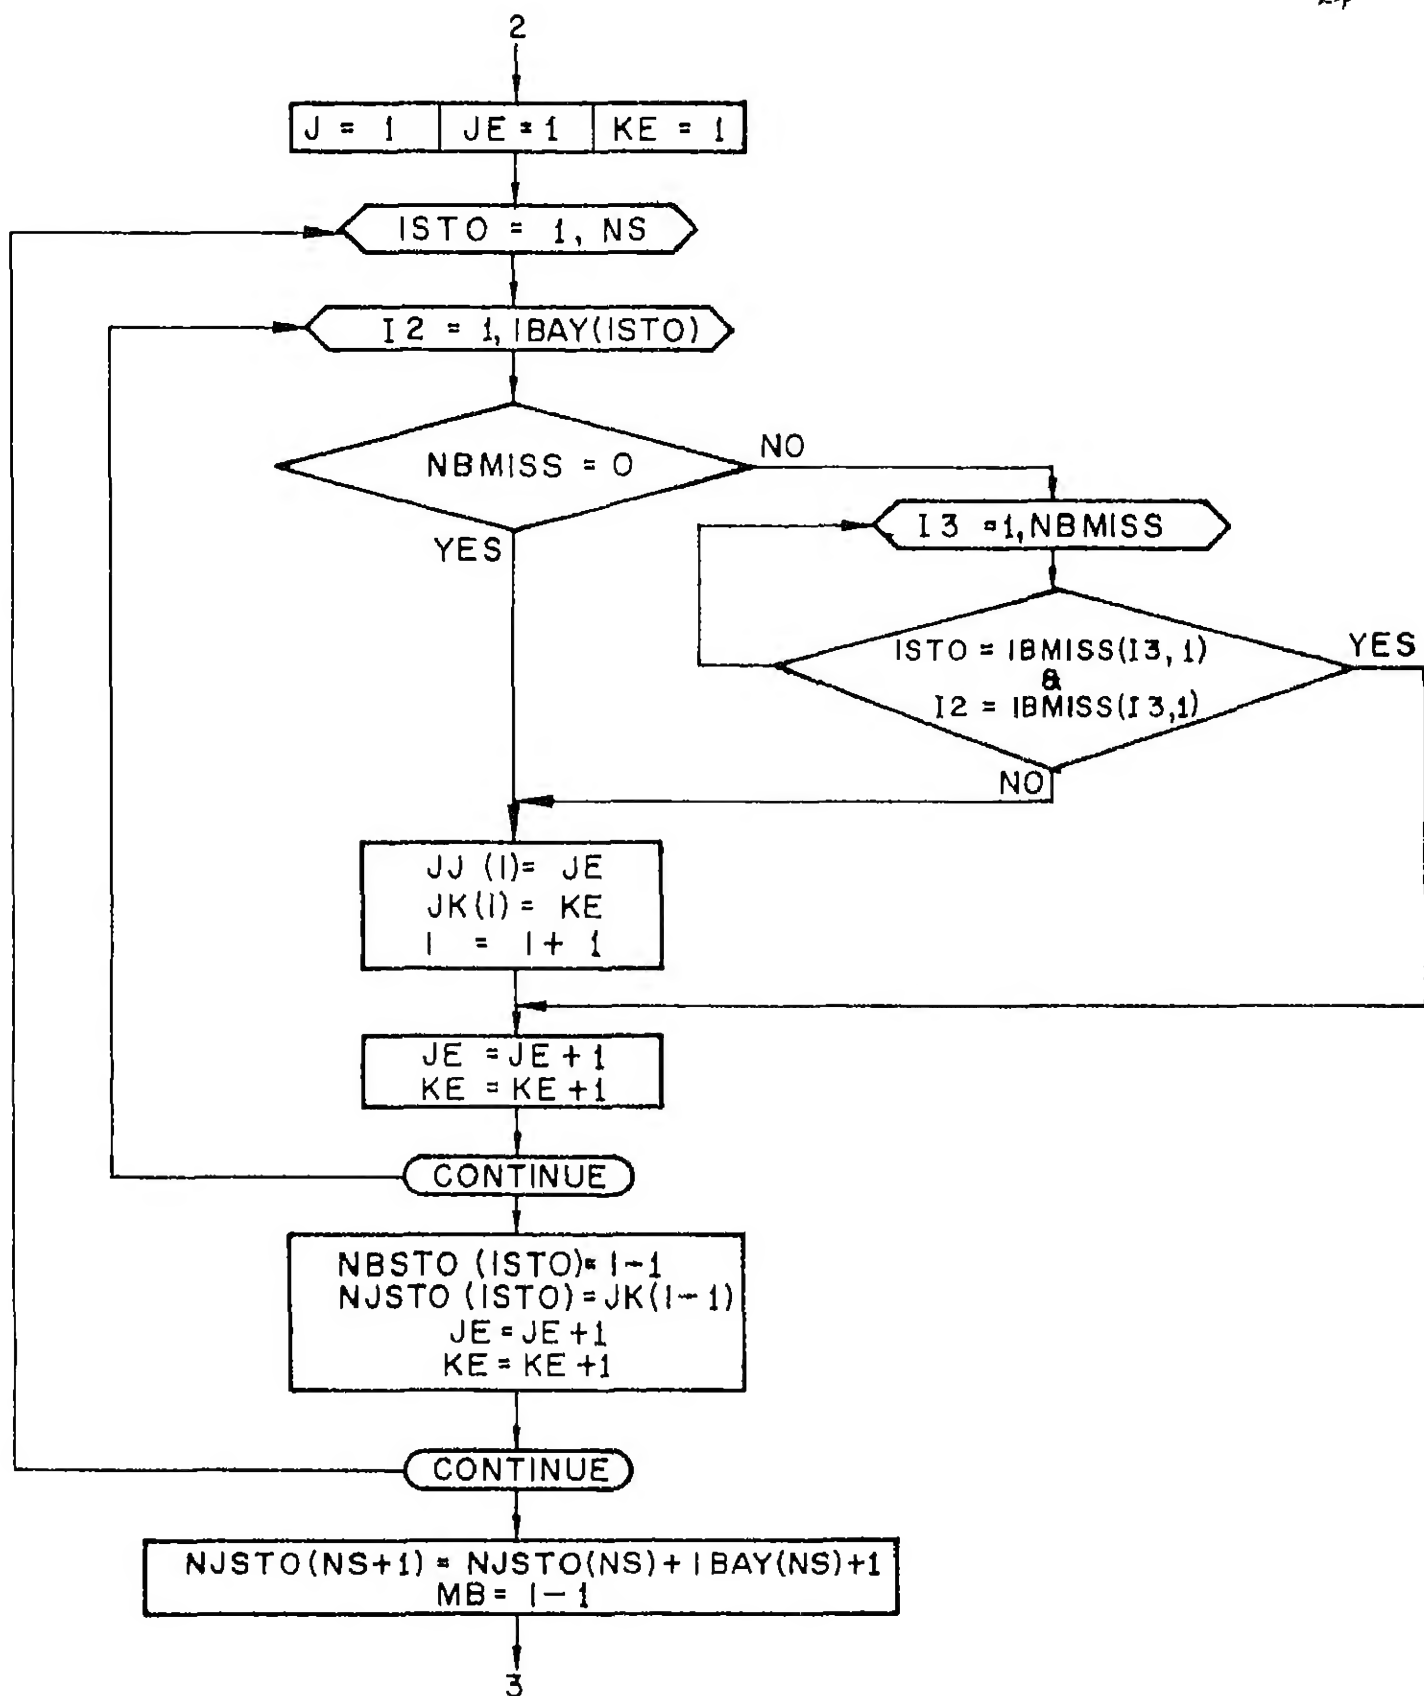 2
J = 1 JE = 1 KE = 1
ISTO = 1, NS
I2 = 1, IBAY(ISTO)
NBMISS = 0
NO
YES
I3 = 1, NBMISS
ISTO = IBMISS(I3, 1)
&
I2 = IBMISS(I3,1)
YES
NO
JJ (I)= JE
JK(I) = KE
I = I + 1
JE = JE + 1
KE = KE + 1
CONTINUE
NBSTO (ISTO)= I-1
NJSTO (ISTO) = JK(I-1)
JE = JE + 1
KE = KE + 1
CONTINUE
NJSTO(NS+1) = NJSTO(NS) + IBAY(NS)+1
MB = I-1
3